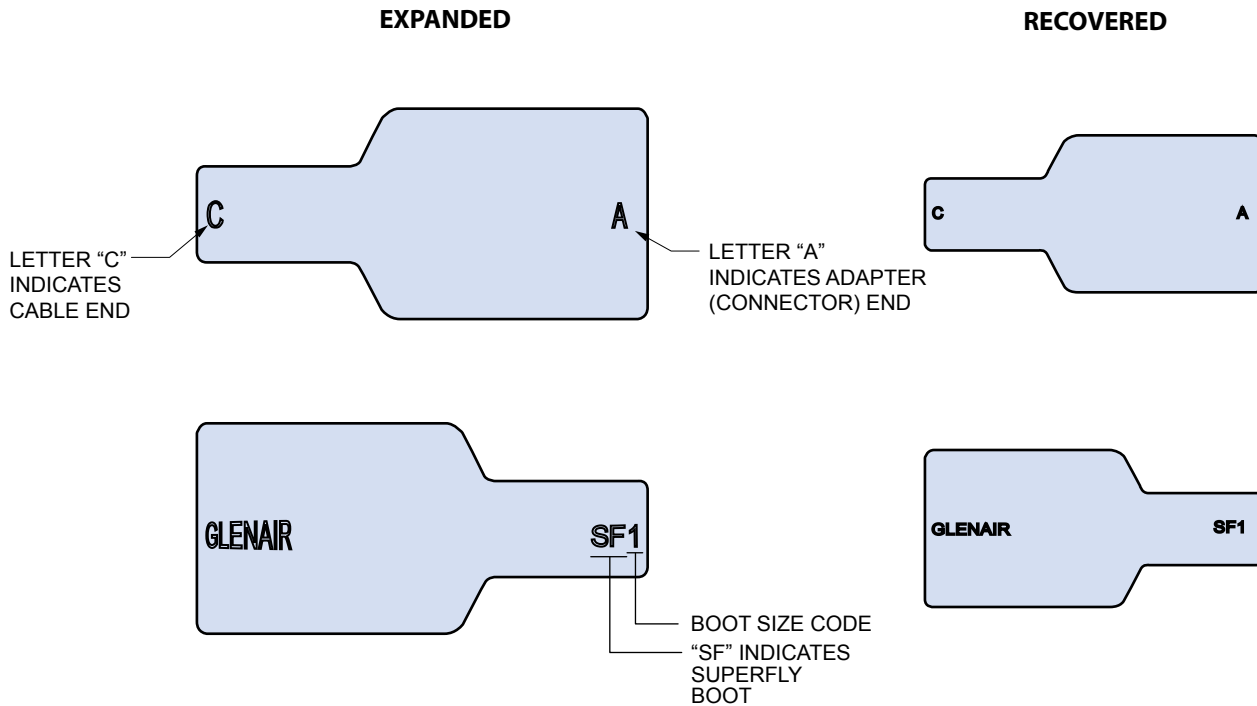 EXPANDED
RECOVERED
C
A
LETTER “C”
INDICATES
CABLE END
LETTER “A”
INDICATES ADAPTER
(CONNECTOR) END
C
A
GLENAIR
SF1
BOOT SIZE CODE
“SF” INDICATES
SUPERFLY
BOOT
GLENAIR
SF1